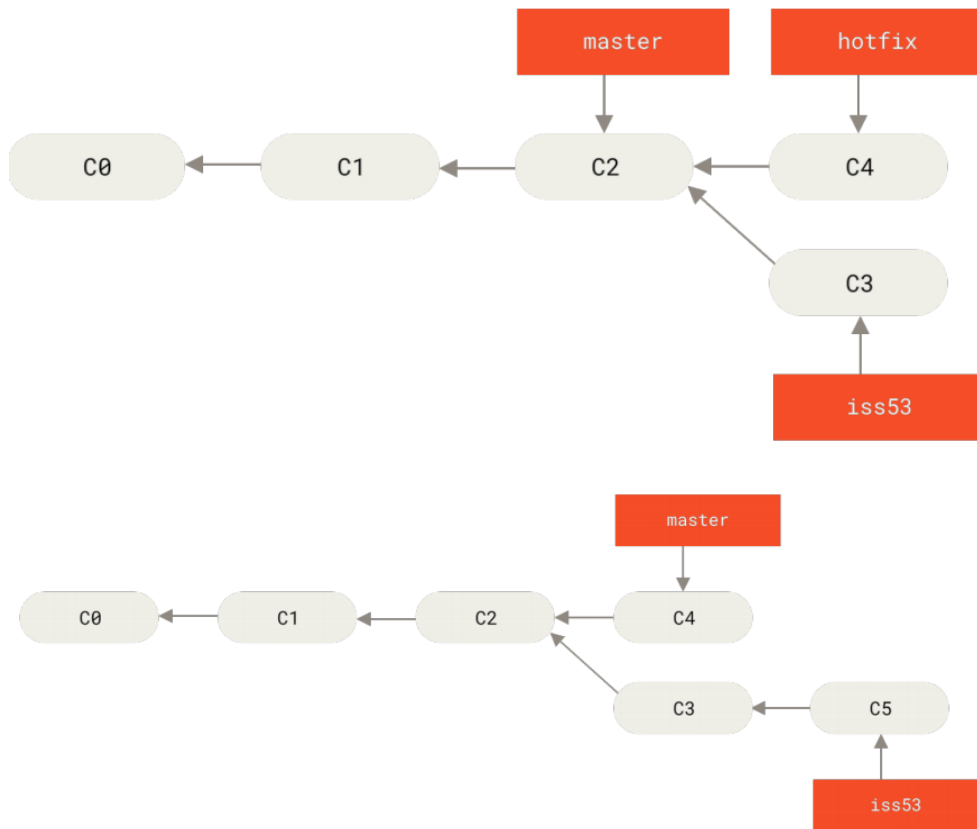 master hotfix
C0 C1 C2 C4
C3
iss53
master
C0 C1 C2 C4
C3 C5
iss53